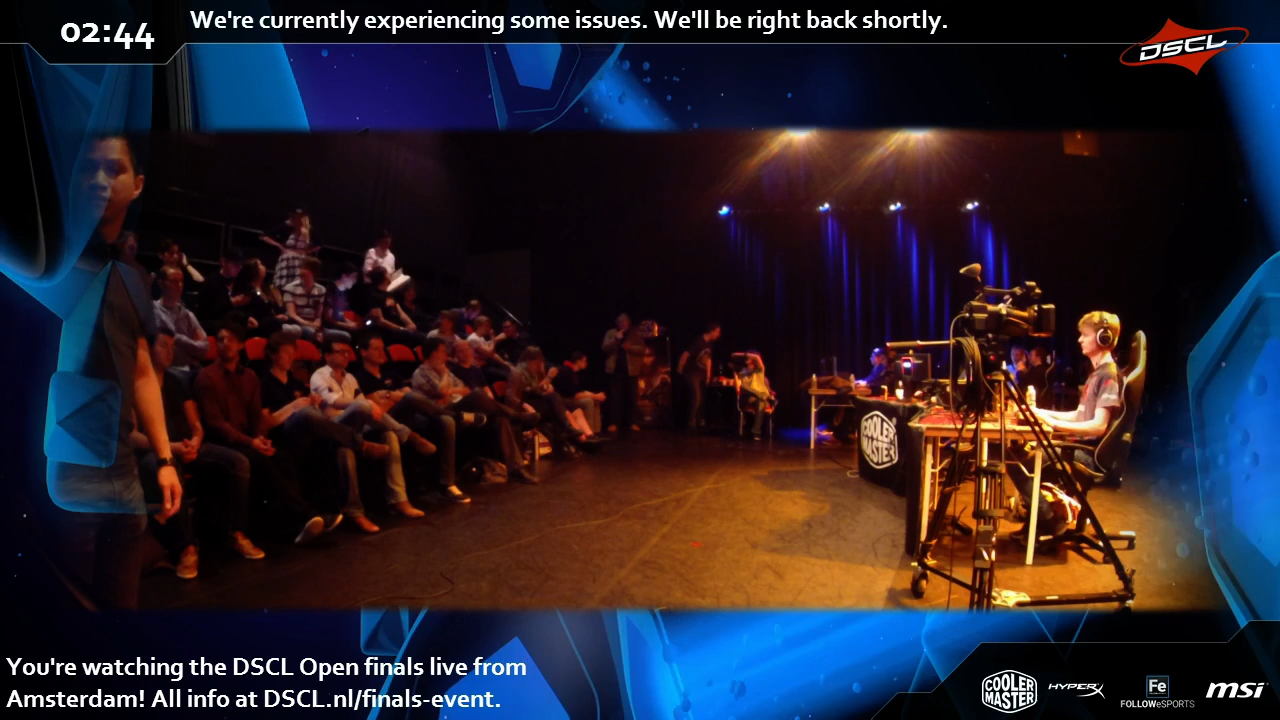 02:44
We're currently experiencing some issues. We'll be right back shortly.
DSCL
COOLER
MASTER
You're watching the DSCL Open finals live from
Amsterdam! All info at DSCL.nl/finals-event.
COOLER
MASTER
HYPERX
Fe
FOLLOWeSPORTS
msi